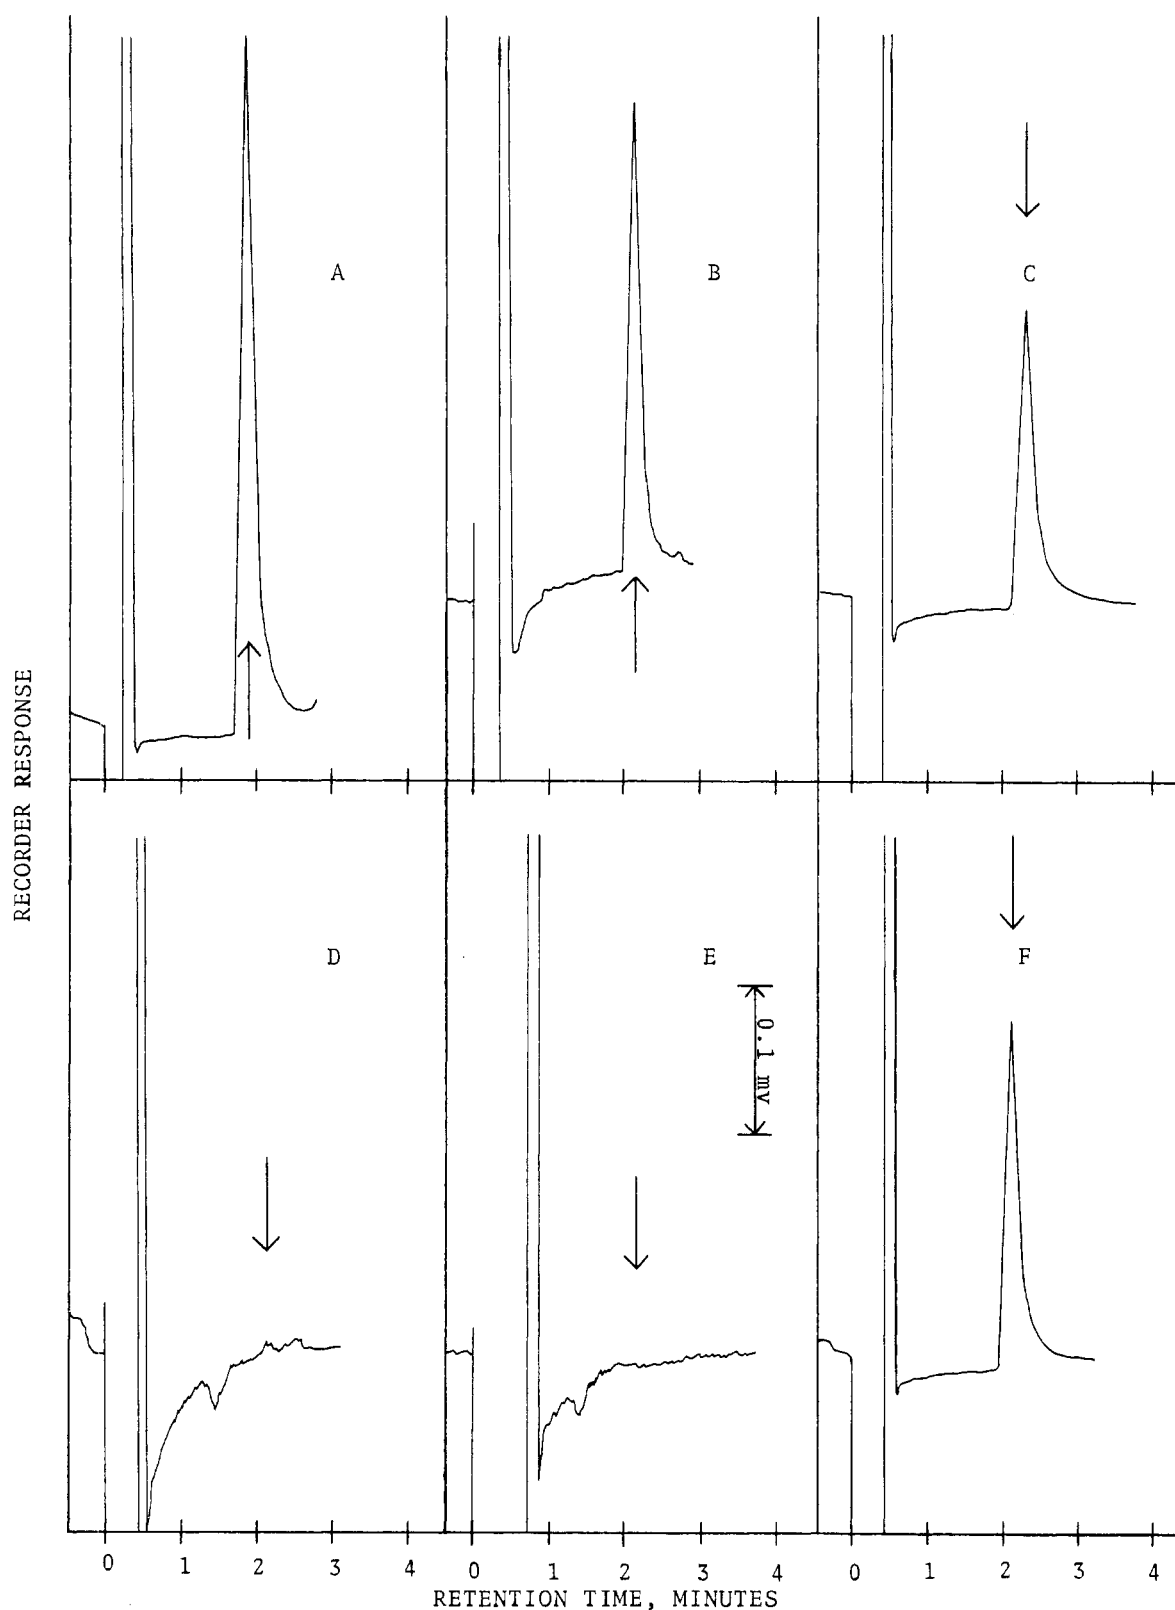 A
B
C
RECORDER RESPONSE
D
E
F
0.1 mv
0 1 2 3 4 0 1 2 3 4 0 1 2 3 4
RETENTION TIME, MINUTES